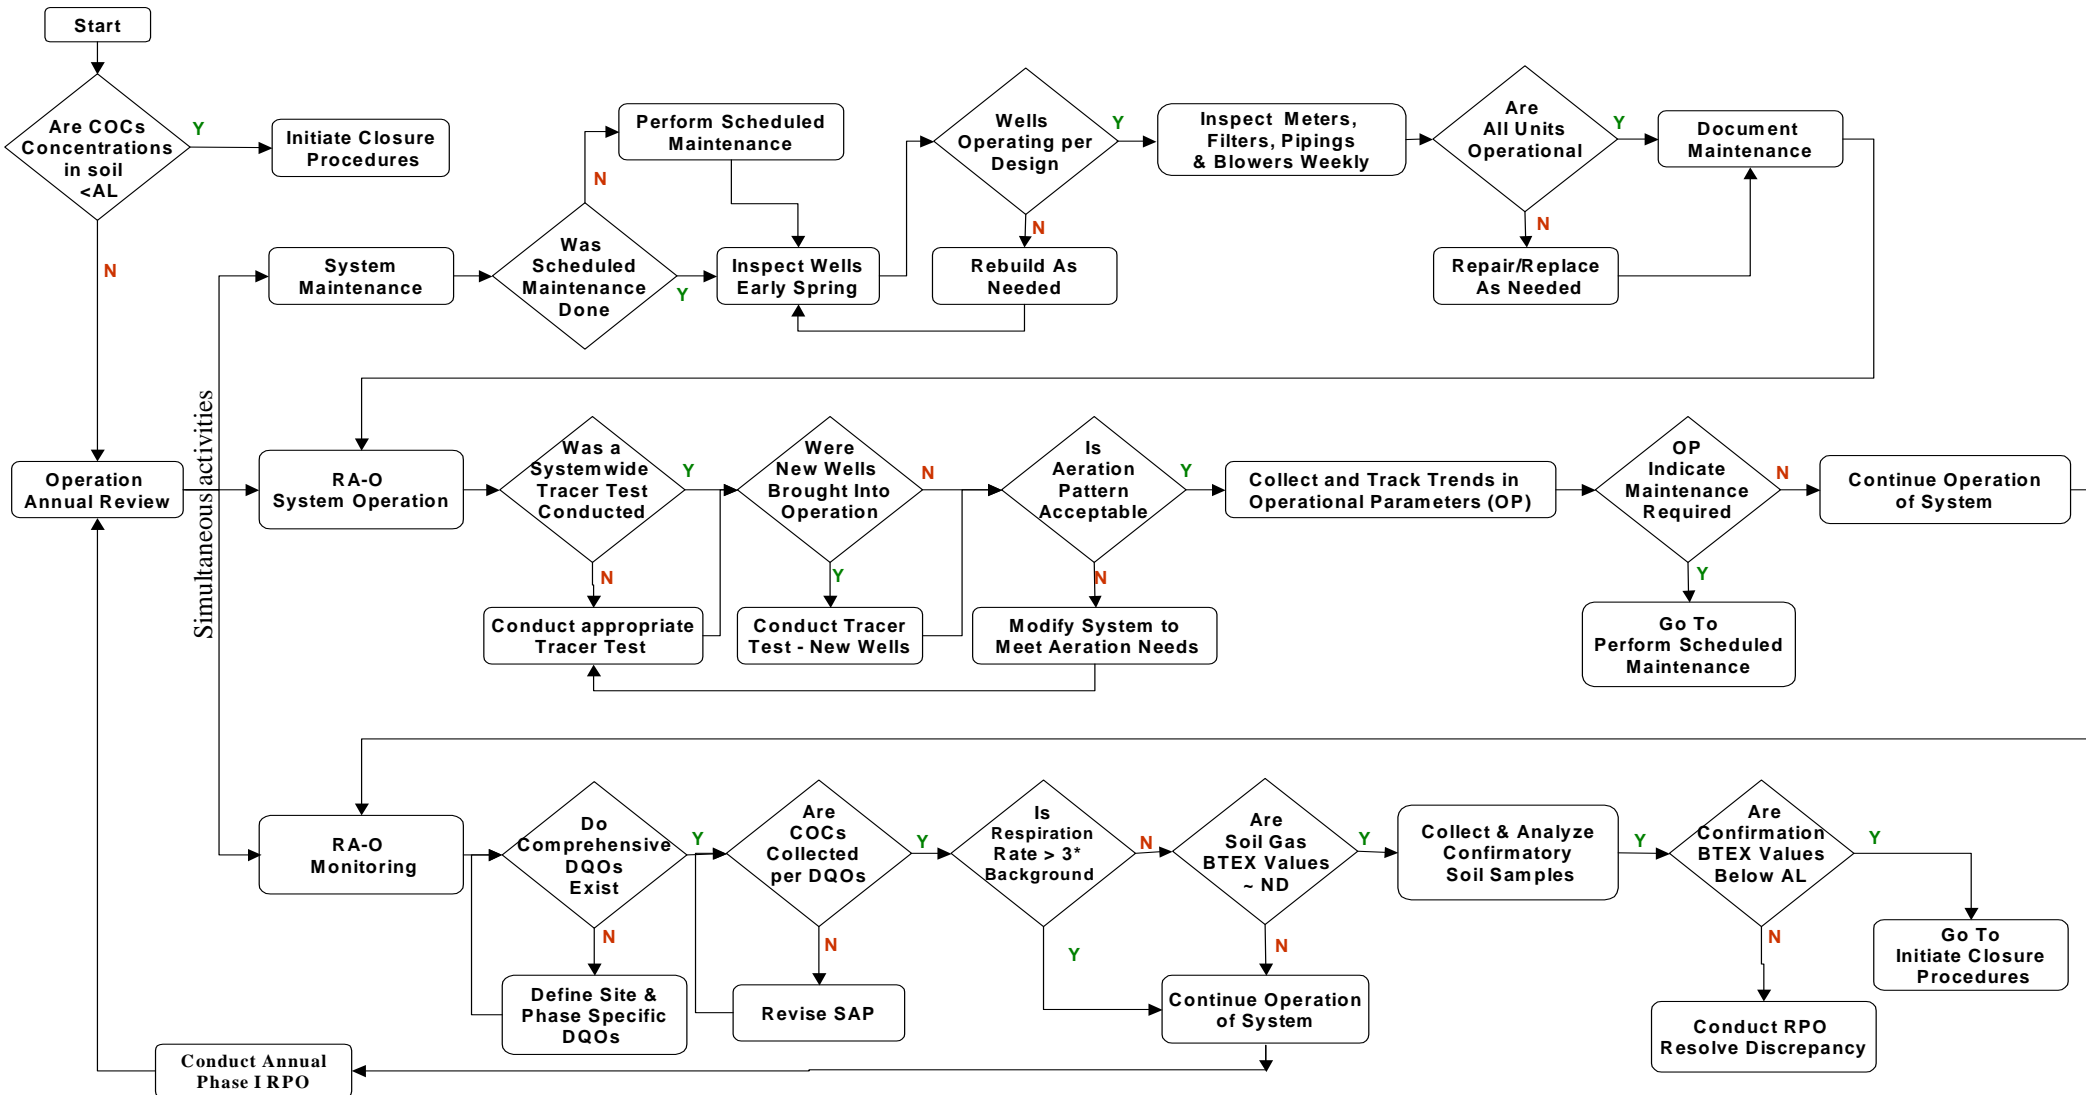 Start
Are COCs
Concentrations
in soil
<AL
Y
N
Initiate Closure
Procedures
Perform Scheduled
Maintenance
N
System
Maintenance
Was
Scheduled
Maintenance
Done
Y
Inspect Wells
Early Spring
Wells
Operating per
Design
Y
N
Rebuild As
Needed
Inspect Meters,
Filters, Pipings
& Blowers Weekly
Are
All Units
Operational
Y
N
Repair/Replace
As Needed
Document
Maintenance
Simultaneous activities
Operation
Annual Review
RA-O
System Operation
Was a
Systemwide
Tracer Test
Conducted
Y
N
Conduct appropriate
Tracer Test
Were
New Wells
Brought Into
Operation
N
Y
Conduct Tracer
Test - New Wells
Is
Aeration
Pattern
Acceptable
Y
N
Modify System to
Meet Aeration Needs
Collect and Track Trends in
Operational Parameters (OP)
OP
Indicate
Maintenance
Required
N
Y
Go To
Perform Scheduled
Maintenance
Continue Operation
of System
RA-O
Monitoring
Do
Comprehensive
DQOs
Exist
Y
N
Define Site &
Phase Specific
DQOs
Are
COCs
Collected
per DQOs
Y
N
Revise SAP
Is
Respiration
Rate > 3*
Background
N
Y
Are
Soil Gas
BTEX Values
~ ND
Y
N
Continue Operation
of System
Collect & Analyze
Confirmatory
Soil Samples
Y
Are
Confirmation
BTEX Values
Below AL
Y
N
Go To
Initiate Closure
Procedures
Conduct RPO
Resolve Discrepancy
Conduct Annual
Phase I RPO